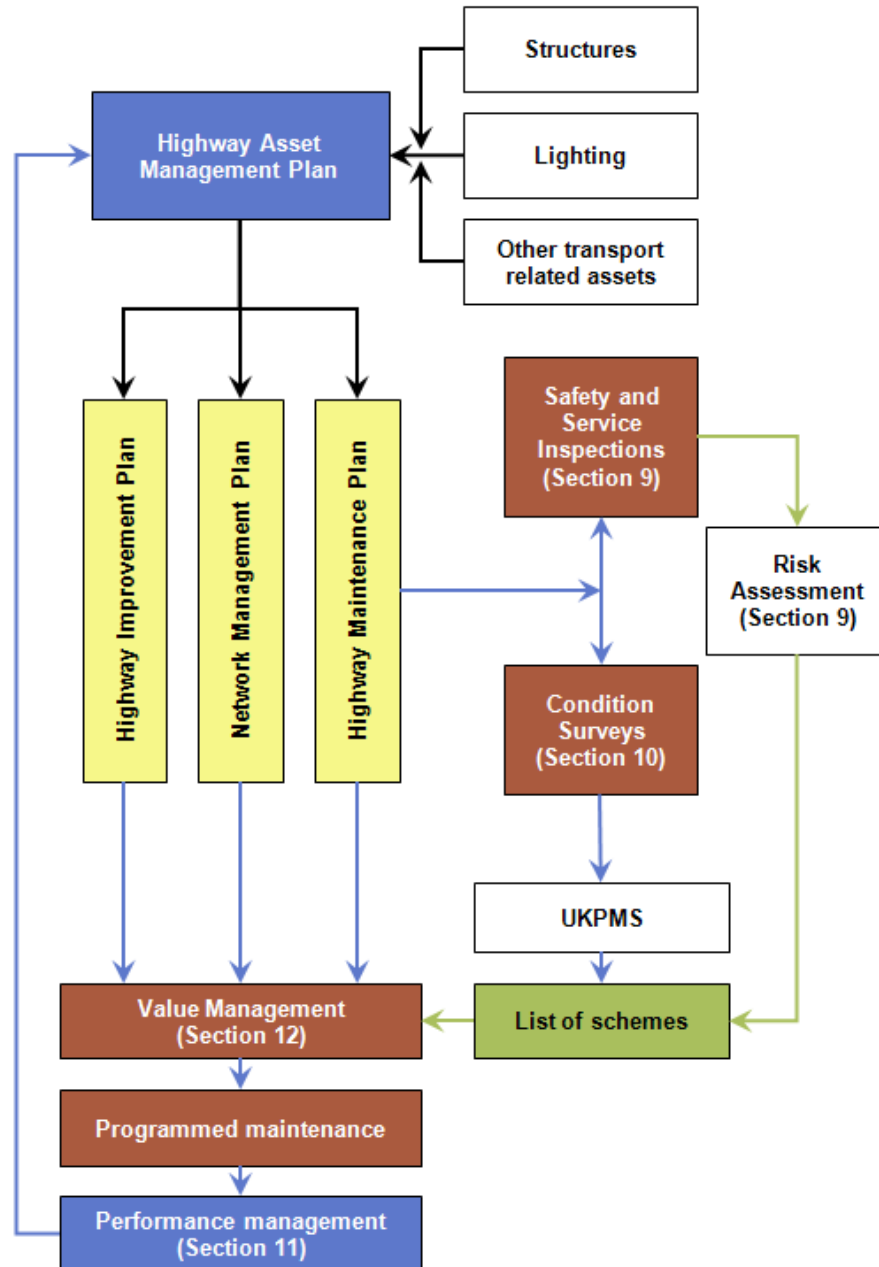 Structures
Highway Asset
Management Plan
Lighting
Other transport
related assets
Highway Improvement Plan
Network Management Plan
Highway Maintenance Plan
Safety and
Service
Inspections
(Section 9)
Risk
Assessment
(Section 9)
Condition
Surveys
(Section 10)
UKPMS
Value Management
(Section 12)
List of schemes
Programmed maintenance
Performance management
(Section 11)